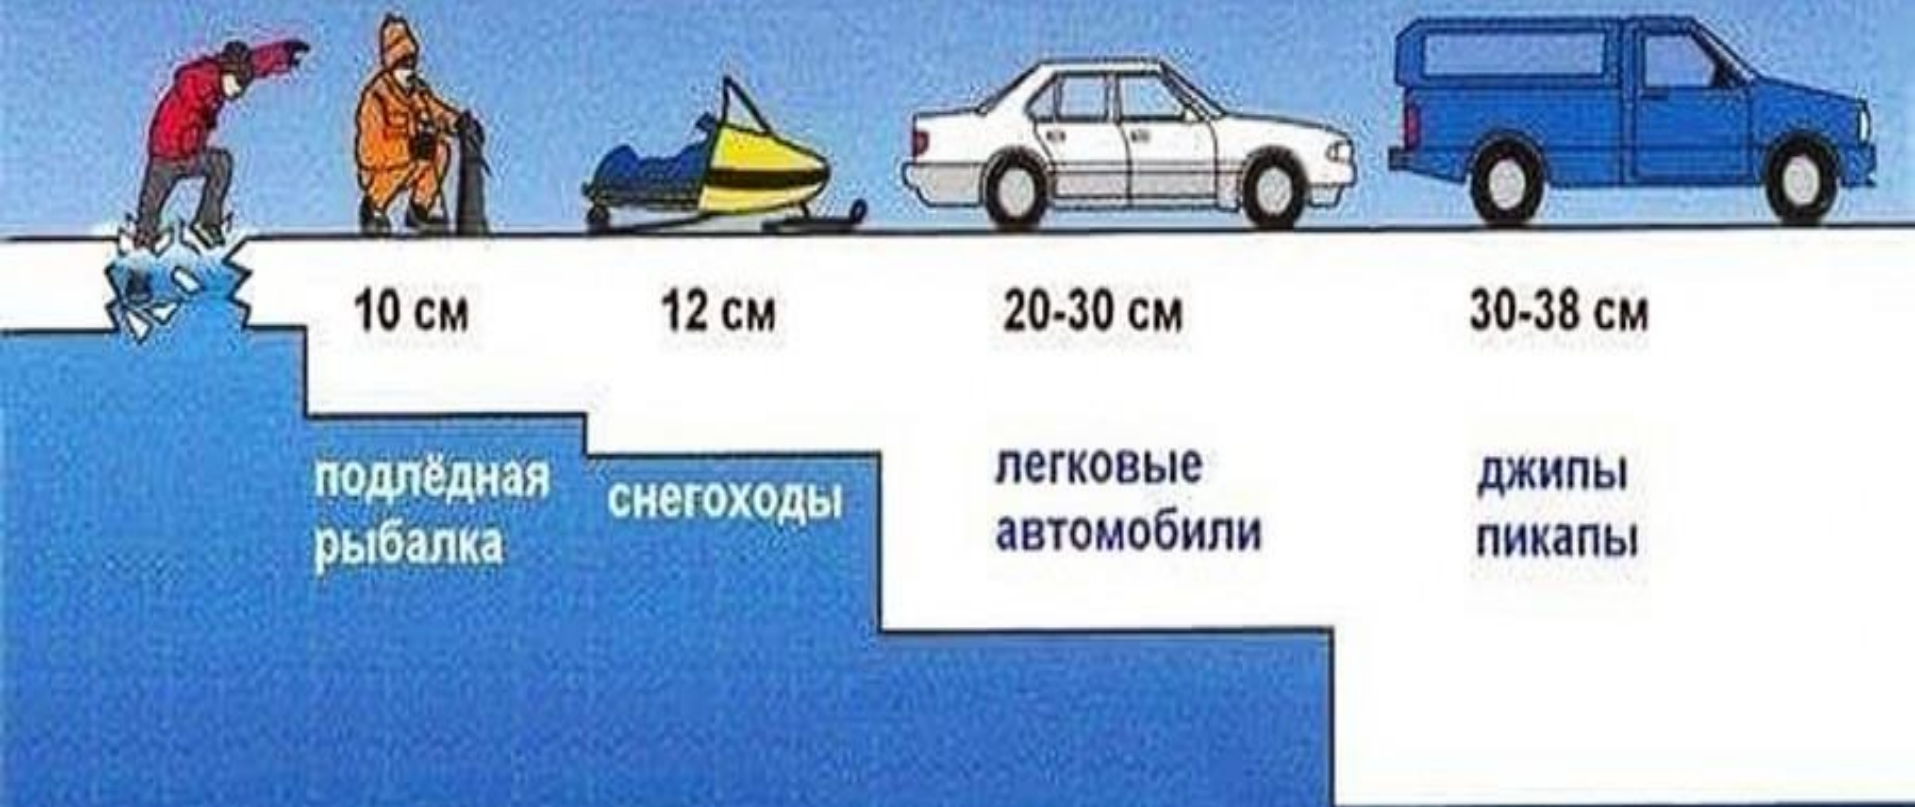 10 см
12 см
20-30 см
30-38 см
подлёдная
рыбалка
снегоходы
легковые
автомобили
джипы
пикапы